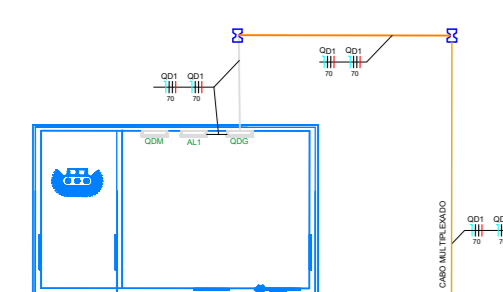 QD1 QD1
70 70
QD1 QD1
70 70
QDM AL1 QDG
CABO MULTIPLEXADO
QD1
70